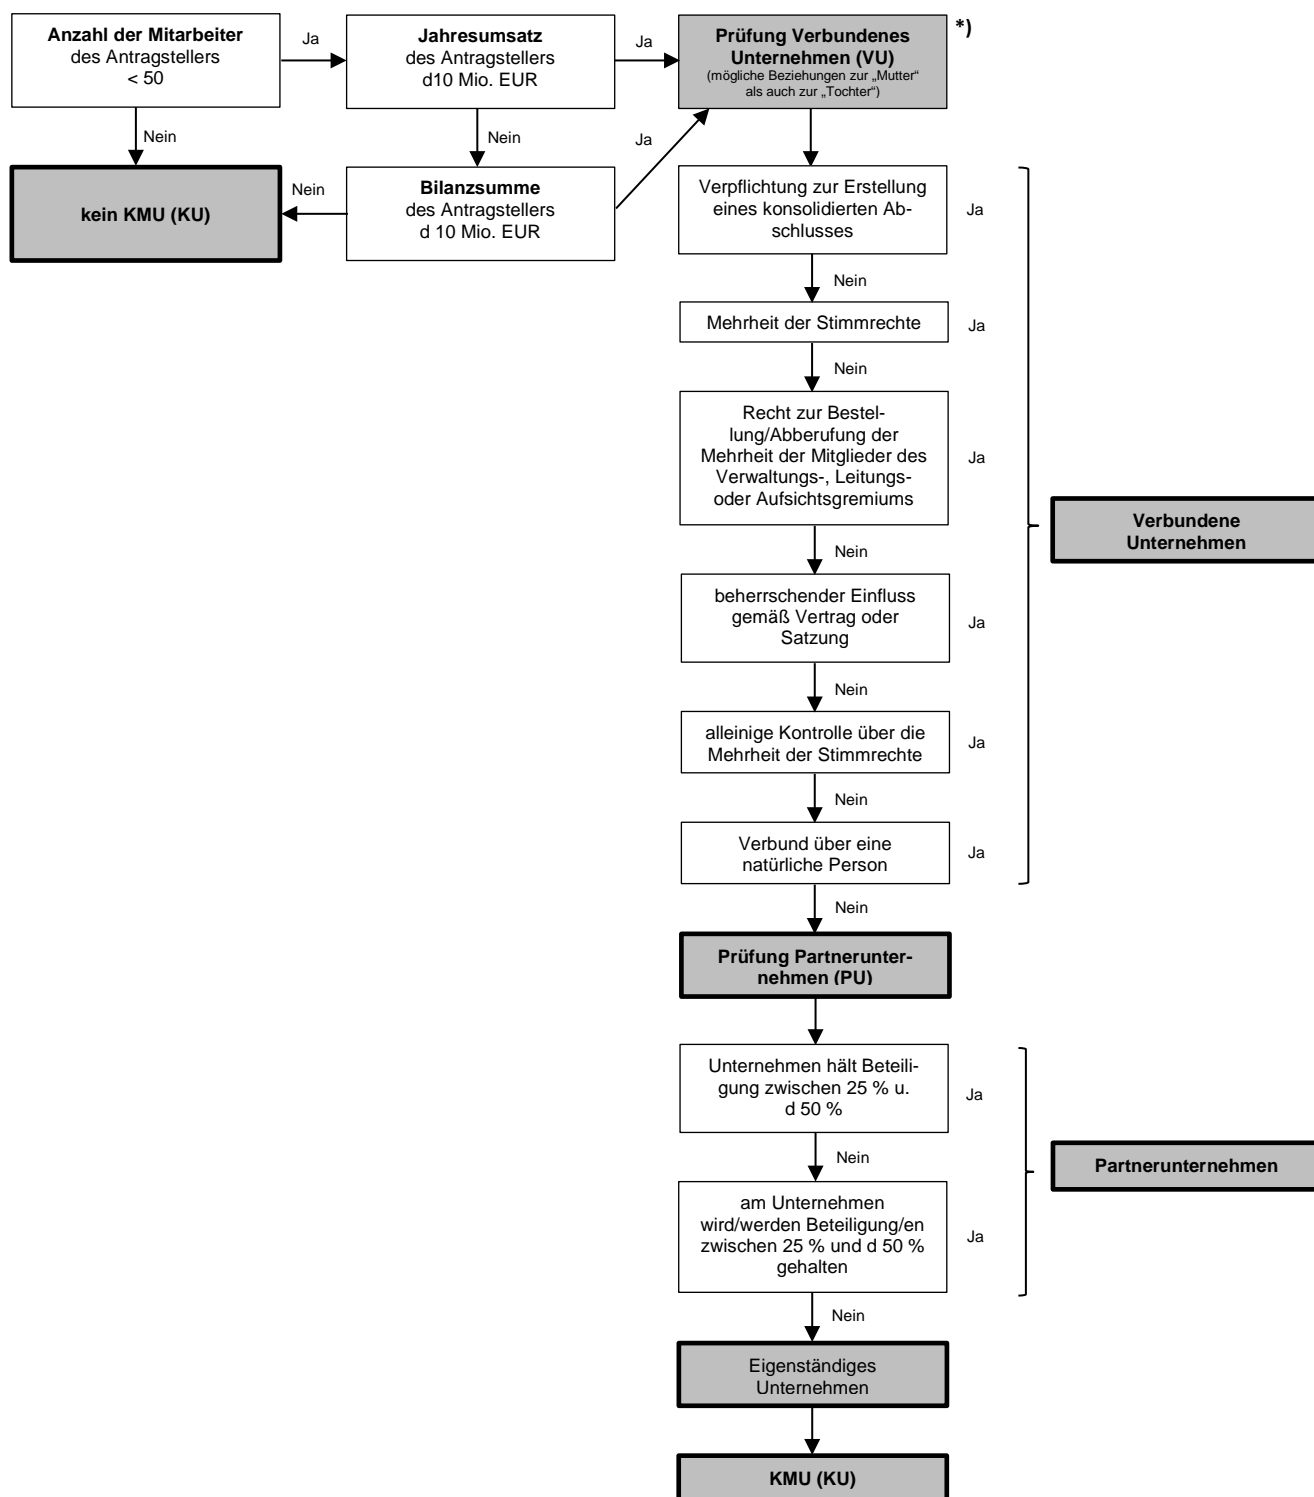 Anzahl der Mitarbeiter
des Antragstellers
< 50
Ja
Jahresumsatz
des Antragstellers
d10 Mio. EUR
Ja
Prüfung Verbundenes
Unternehmen (VU)
(mögliche Beziehungen zur „Mutter“
als auch zur „Tochter“)
*)
Nein
Nein
Ja
kein KMU (KU)
Nein
Bilanzsumme
des Antragstellers
d 10 Mio. EUR
Verpflichtung zur Erstellung
eines konsolidierten Ab-
schlusses
Ja
Nein
Mehrheit der Stimmrechte
Ja
Nein
Recht zur Bestel-
lung/Abberufung der
Mehrheit der Mitglieder des
Verwaltungs-, Leitungs-
oder Aufsichtsgremiums
Ja
Verbundene
Unternehmen
Nein
beherrschender Einfluss
gemäß Vertrag oder
Satzung
Ja
Nein
alleinige Kontrolle über die
Mehrheit der Stimmrechte
Ja
Nein
Verbund über eine
natürliche Person
Ja
Nein
Prüfung Partnerunter-
nehmen (PU)
Unternehmen hält Beteili-
gung zwischen 25 % u.
d 50 %
Ja
Nein
Partnerunternehmen
am Unternehmen
wird/werden Beteiligung/en
zwischen 25 % und d 50 %
gehalten
Ja
Nein
Eigenständiges
Unternehmen
KMU (KU)